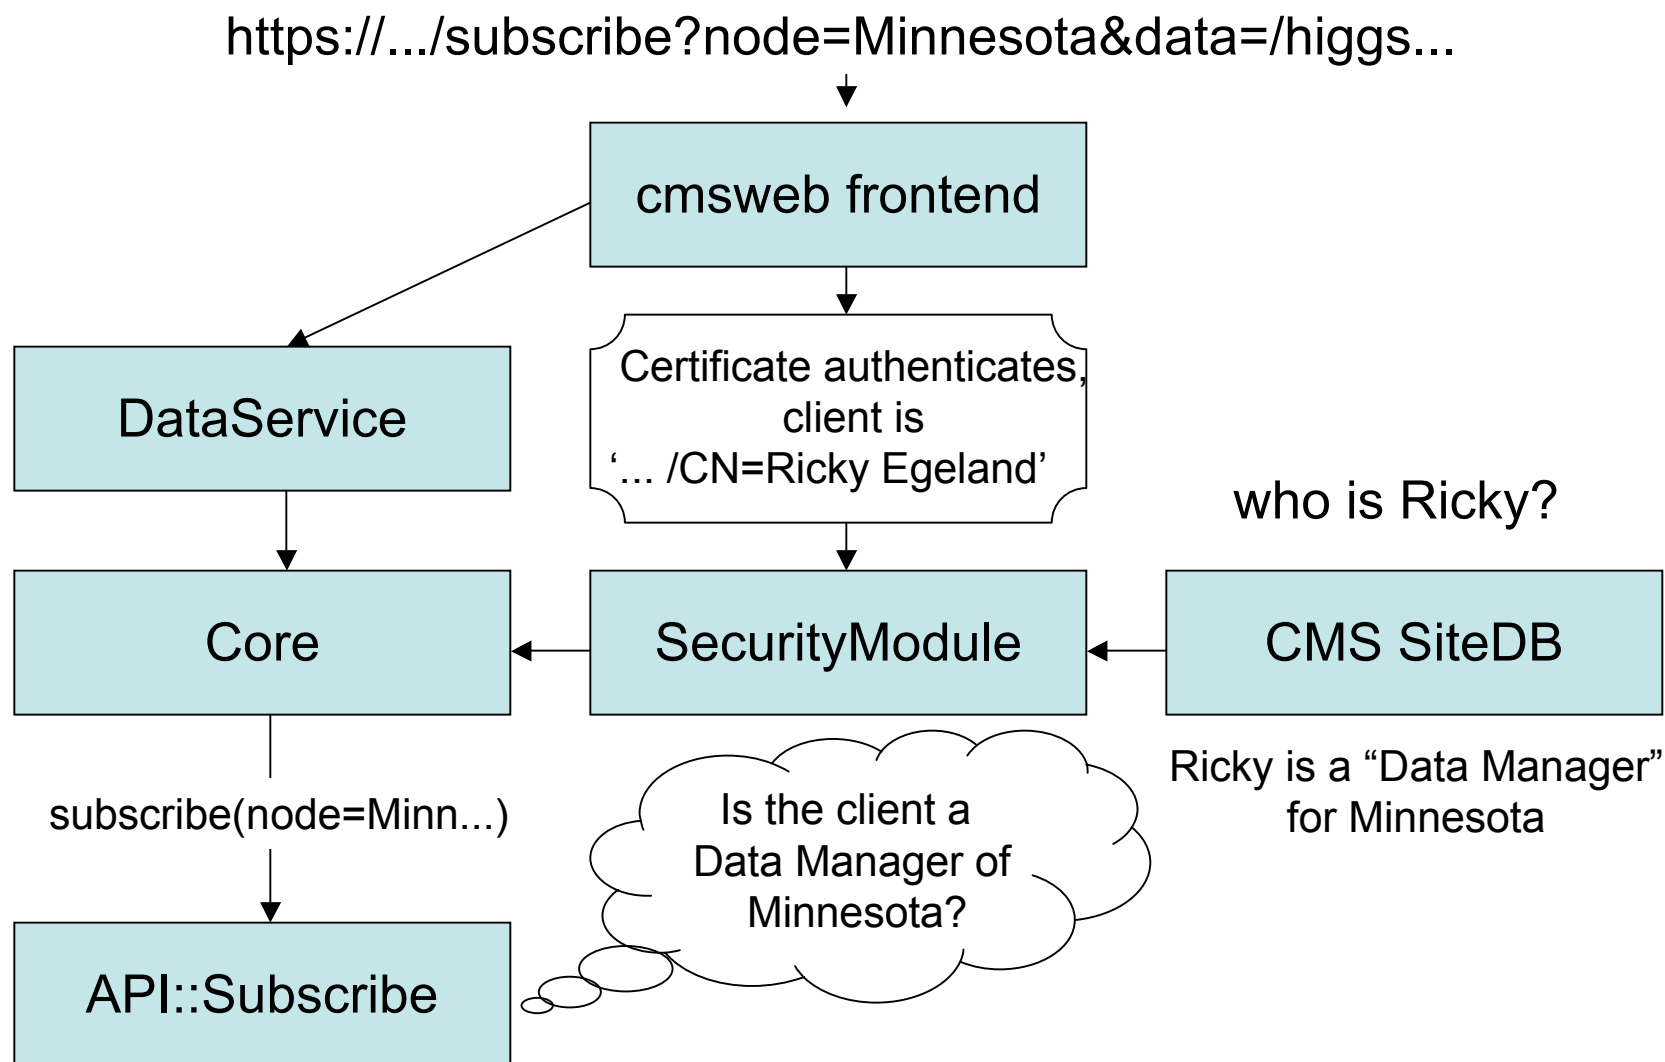 https://.../subscribe?node=Minnesota&data=/higgs...
cmsweb frontend
Certificate authenticates,
client is
‘... /CN=Ricky Egeland’
DataService
who is Ricky?
Core
SecurityModule
CMS SiteDB
Ricky is a “Data Manager”
for Minnesota
subscribe(node=Minn...)
Is the client a
Data Manager of
Minnesota?
API::Subscribe